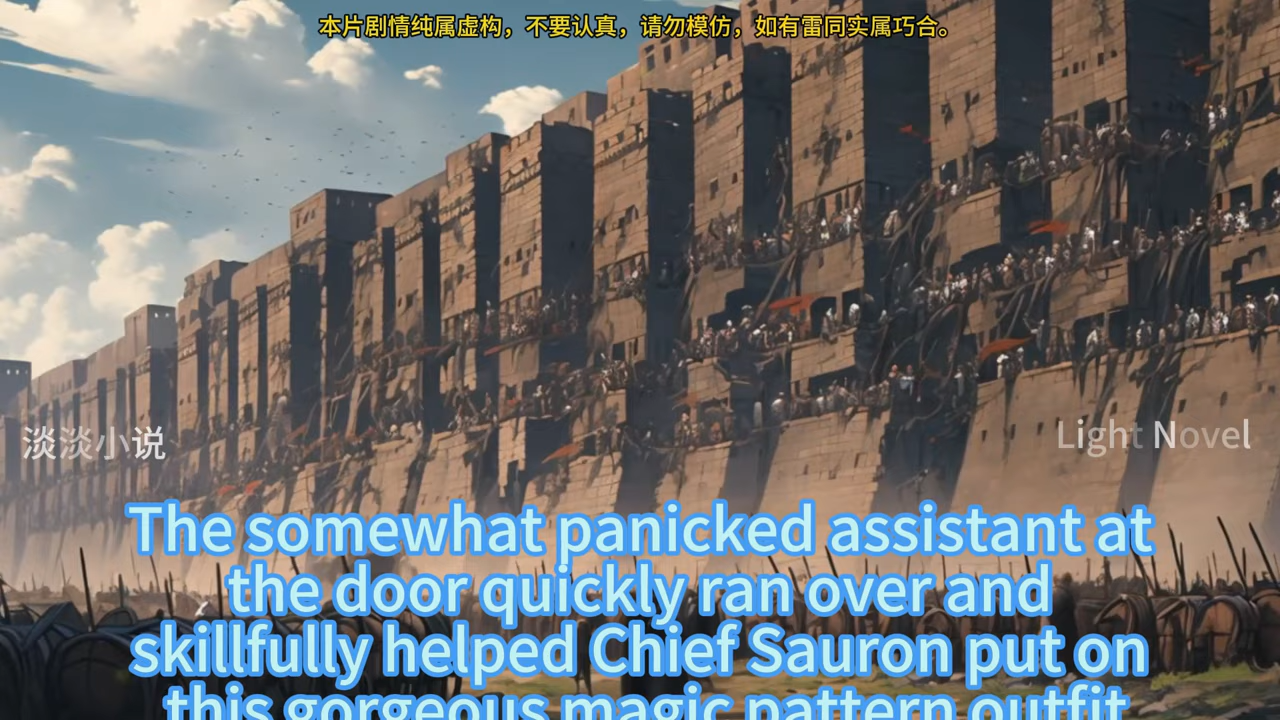 本片剧情纯属虚构，不要认真，请勿模仿，如有雷同实属巧合。
淡淡小说
Light Novel
The somewhat panicked assistant at
the door quickly ran over and
skillfully helped Chief Sauron put on
this gorgeous magic pattern outfit